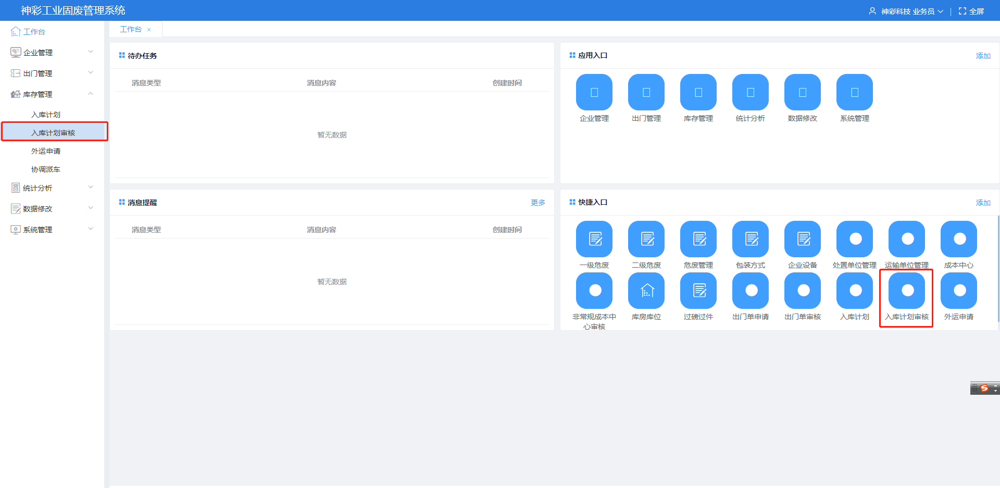 神彩工业固废管理系统
神彩科技 业务员
全屏
工作台
企业管理
出门管理
库存管理
入库计划
入库计划审核
外运申请
协调派车
统计分析
数据修改
系统管理
工作台 ×
待办任务
消息类型 消息内容 创建时间
暂无数据
应用入口 添加
企业管理 出门管理 库存管理 统计分析 数据修改 系统管理
消息提醒 更多
消息类型 消息内容 创建时间
暂无数据
快捷入口 添加
一级危废 二级危废 危废管理 包装方式 企业设备 处置单位管理 运输单位管理 成本中心
非常规成本中 库房库位 过磅过件 出门单申请 出门单审核 入库计划 入库计划审核 外运申请
心审核